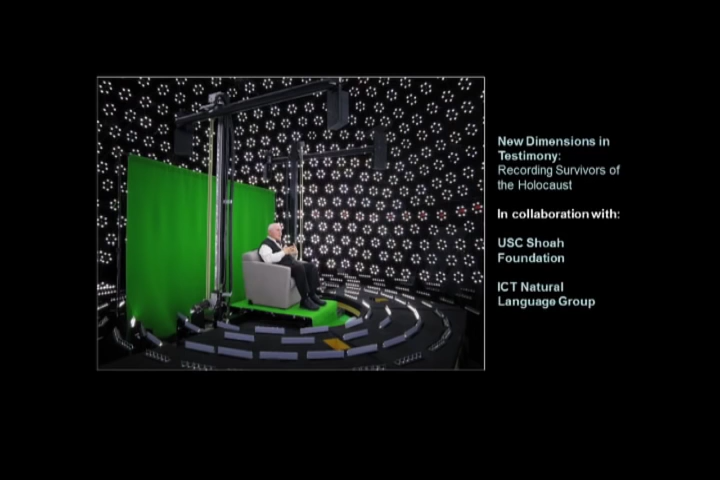 New Dimensions in
Testimony:
Recording Survivors of
the Holocaust
In collaboration with:
USC Shoah
Foundation
ICT Natural
Language Group